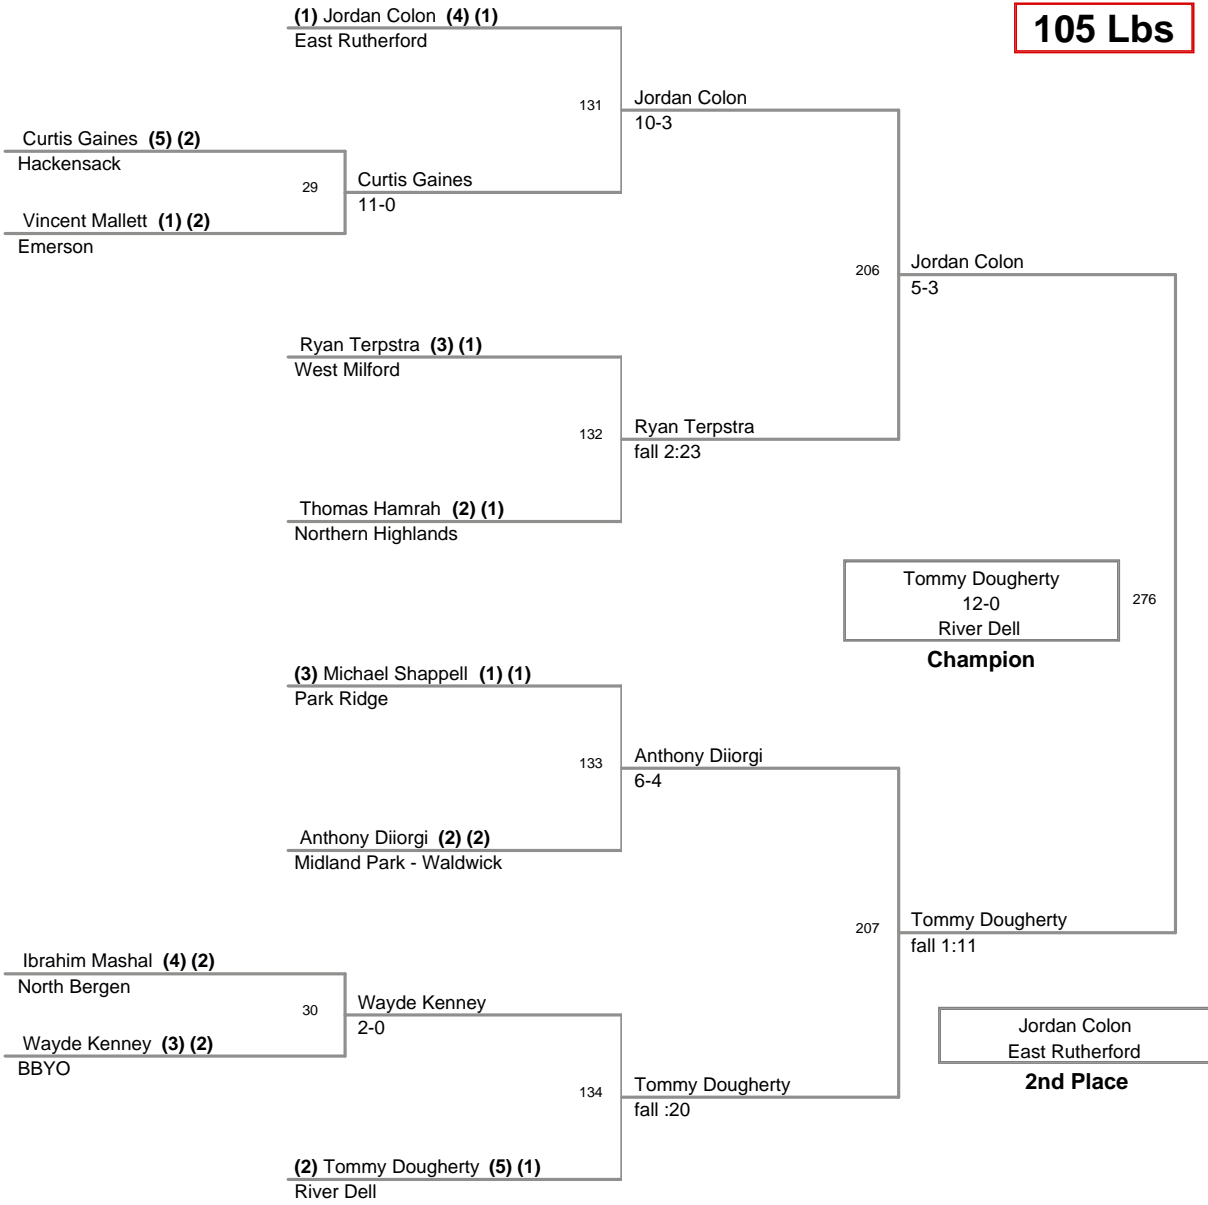 (1) Jordan Colon (4) (1)
East Rutherford
105 Lbs
131
Jordan Colon
10-3
Curtis Gaines (5) (2)
Hackensack
29
Curtis Gaines
11-0
Vincent Mallett (1) (2)
Emerson
206
Jordan Colon
5-3
Ryan Terpstra (3) (1)
West Milford
132
Ryan Terpstra
fall 2:23
Thomas Hamrah (2) (1)
Northern Highlands
Tommy Dougherty
12-0
River Dell
Champion
276
(3) Michael Shappell (1) (1)
Park Ridge
133
Anthony Diiorgi
6-4
Anthony Diiorgi (2) (2)
Midland Park - Waldwick
207
Tommy Dougherty
fall 1:11
Ibrahim Mashal (4) (2)
North Bergen
30
Wayde Kenney
2-0
Wayde Kenney (3) (2)
BBYO
Jordan Colon
East Rutherford
2nd Place
134
Tommy Dougherty
fall :20
(2) Tommy Dougherty (5) (1)
River Dell